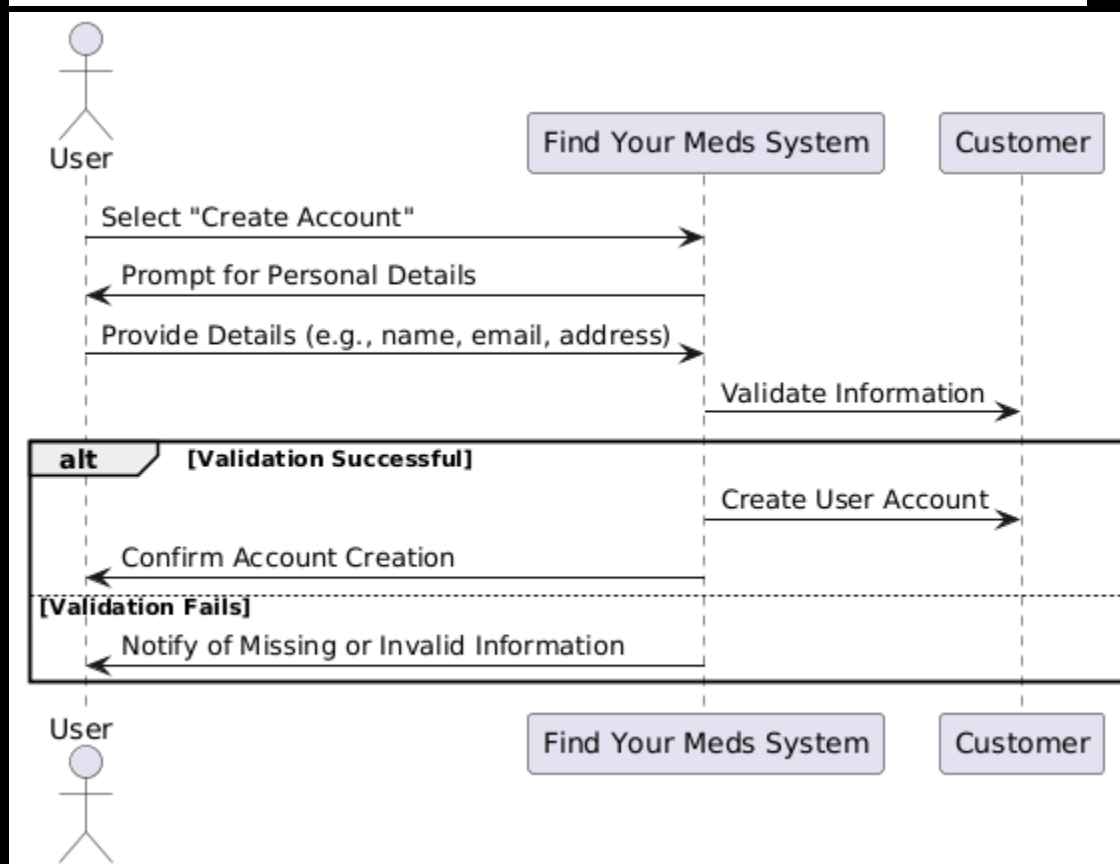 User
Find Your Meds System
Customer
Select "Create Account"
Prompt for Personal Details
Provide Details (e.g., name, email, address)
Validate Information
alt
[Validation Successful]
Create User Account
Confirm Account Creation
[Validation Fails]
Notify of Missing or Invalid Information
User
Find Your Meds System
Customer